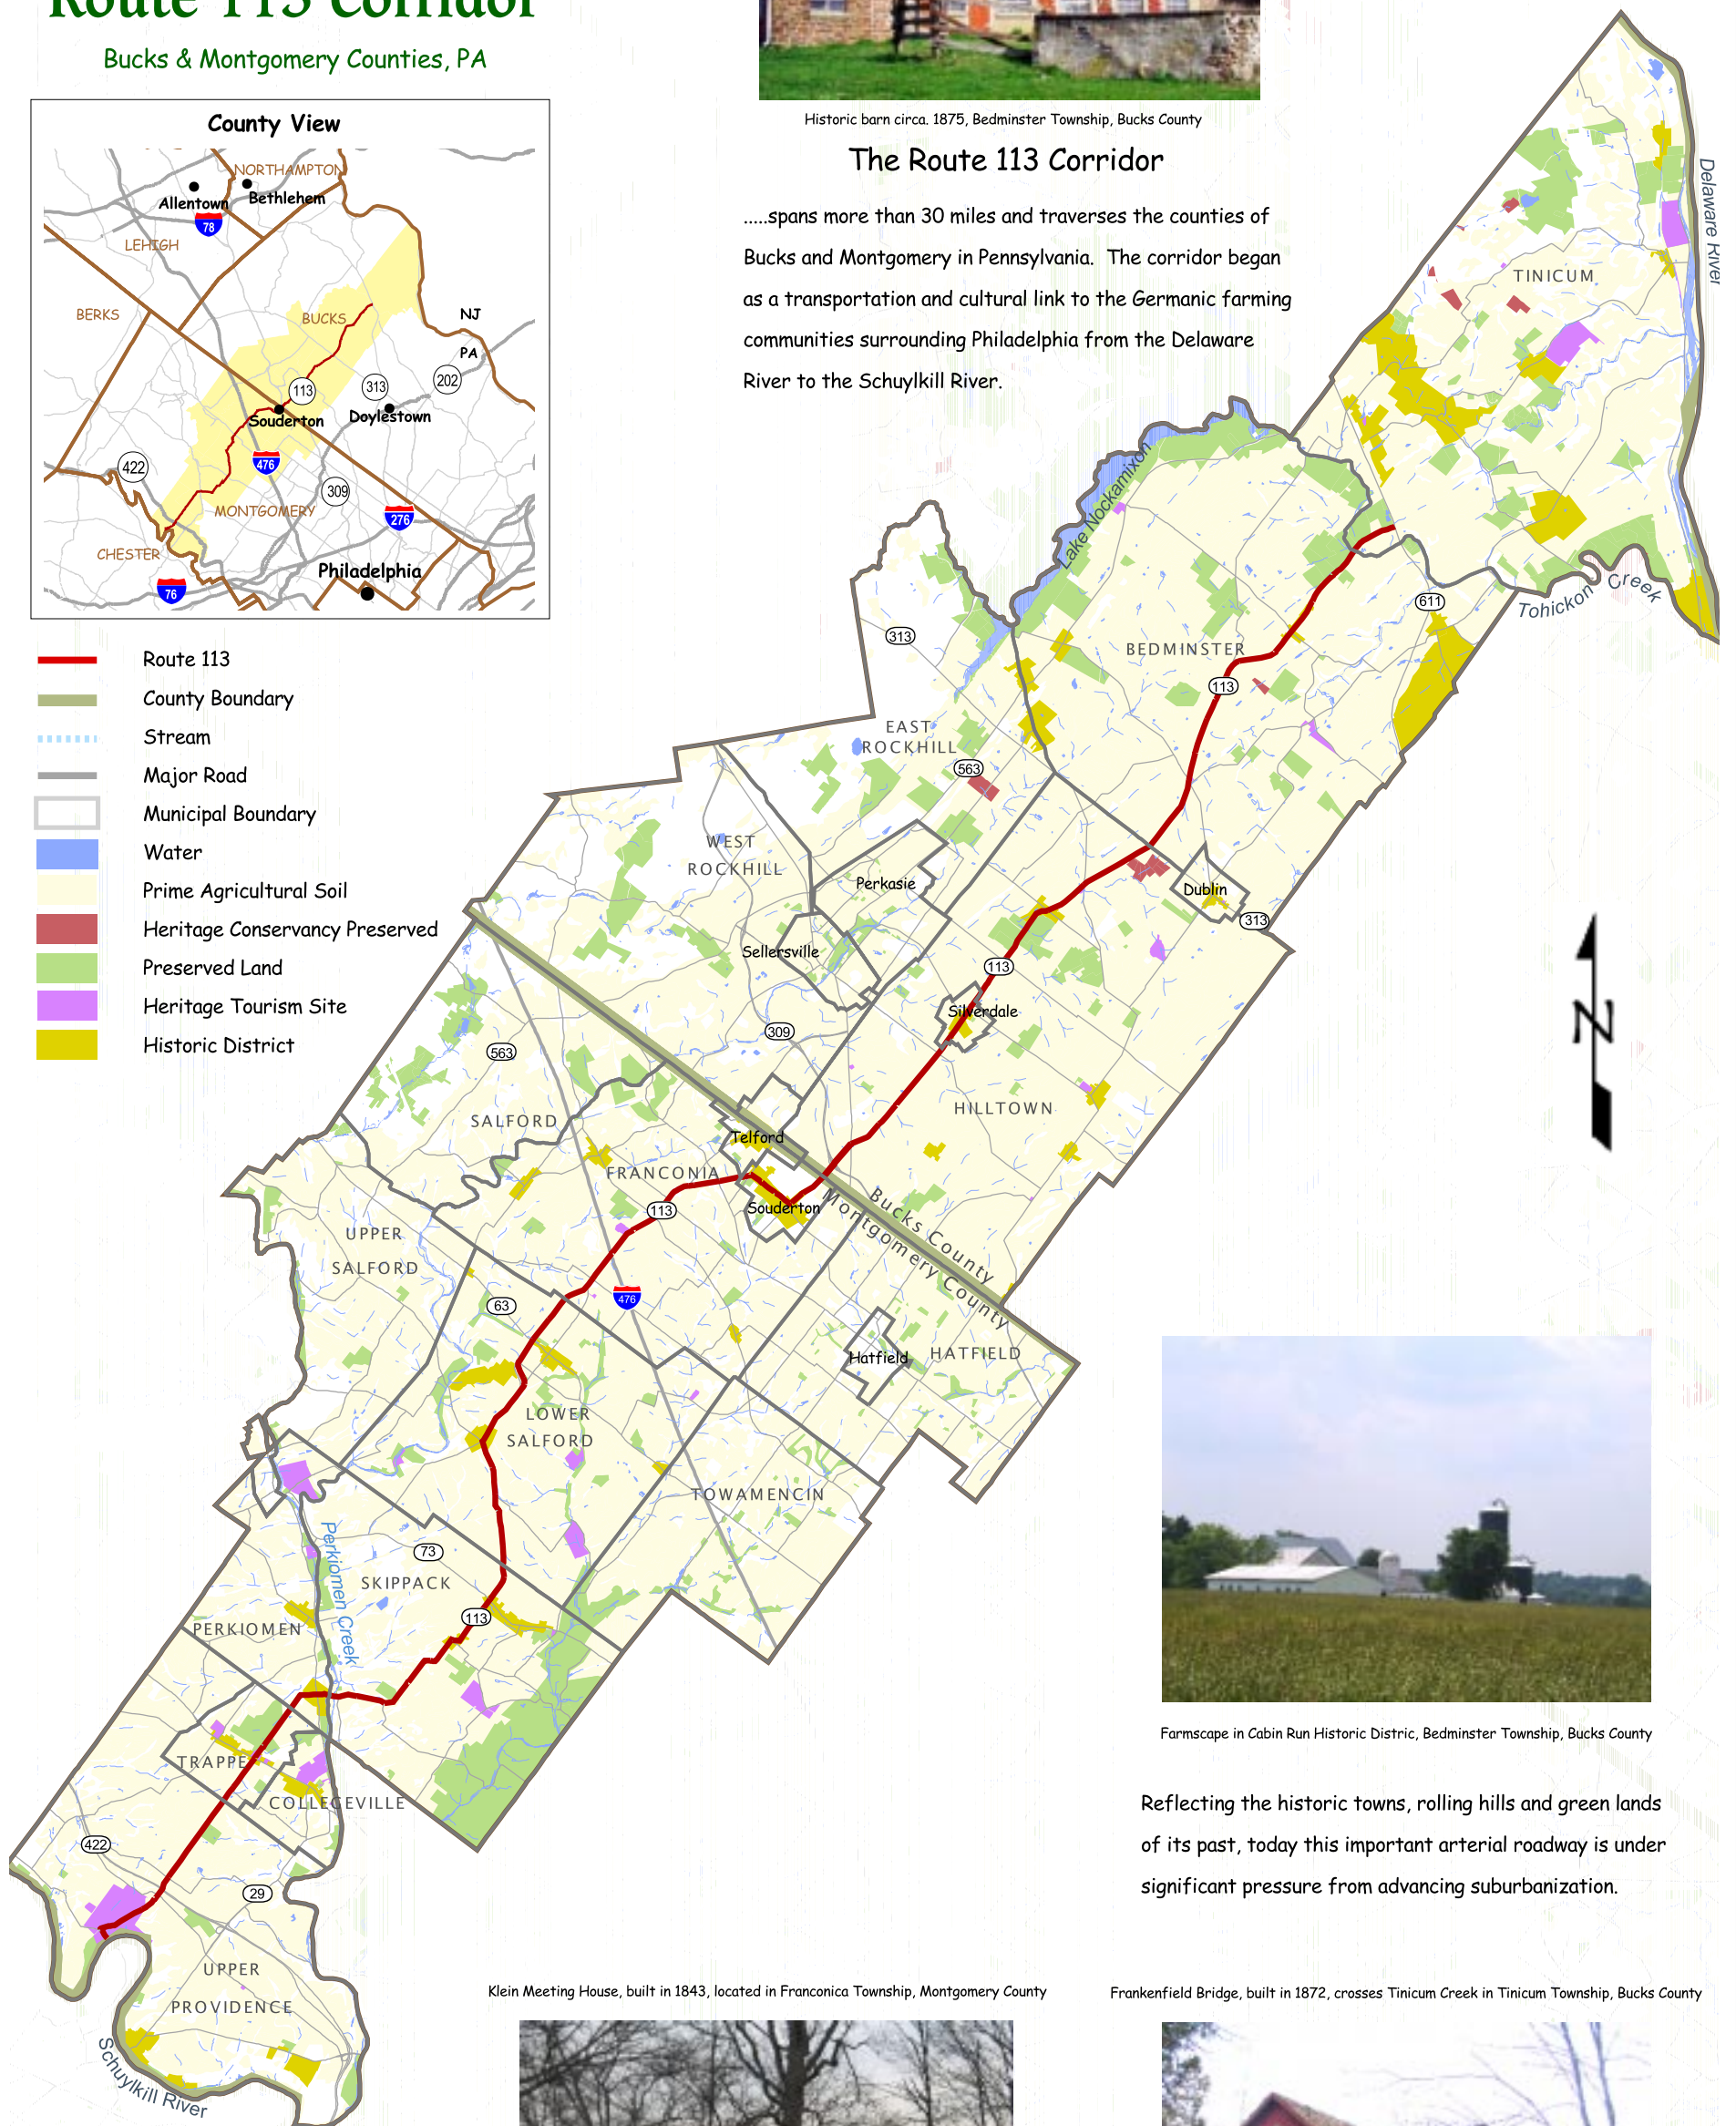 Route 113 Corridor
Bucks & Montgomery Counties, PA
County View
NORTHAMPTON
Allentown
Bethlehem
78
LEHIGH
BERKS
BUCKS
NJ
PA
113
313
202
Souderton
Doylestown
422
476
309
MONTGOMERY
276
CHESTER
Philadelphia
76
Route 113
County Boundary
Stream
Major Road
Municipal Boundary
Water
Prime Agricultural Soil
Heritage Conservancy Preserved
Preserved Land
Heritage Tourism Site
Historic District
Historic barn circa. 1875, Bedminster Township, Bucks County
The Route 113 Corridor
.....spans more than 30 miles and traverses the counties of
Bucks and Montgomery in Pennsylvania. The corridor began
as a transportation and cultural link to the Germanic farming
communities surrounding Philadelphia from the Delaware
River to the Schuylkill River.
Delaware River
TINICUM
Lake Nockamixon
Tohickon Creek
611
313
BEDMINSTER
113
EAST
ROCKHILL
563
WEST
ROCKHILL
Perkasie
Dublin
313
Sellersville
113
Silverdale
309
563
HILLTOWN
SALFORD
Telford
FRANCONIA
113
Souderton
Bucks County
Montgomery County
UPPER
SALFORD
63
476
Hatfield
HATFIELD
LOWER
SALFORD
TOWAMENCIN
Perkiomen Creek
73
SKIPPACK
113
PERKIOMEN
TRAPPE
COLLEGEVILLE
422
29
UPPER
PROVIDENCE
Schuylkill River
N
Farmscape in Cabin Run Historic Distric, Bedminster Township, Bucks County
Reflecting the historic towns, rolling hills and green lands
of its past, today this important arterial roadway is under
significant pressure from advancing suburbanization.
Klein Meeting House, built in 1843, located in Franconica Township, Montgomery County
Frankenfield Bridge, built in 1872, crosses Tinicum Creek in Tinicum Township, Bucks County